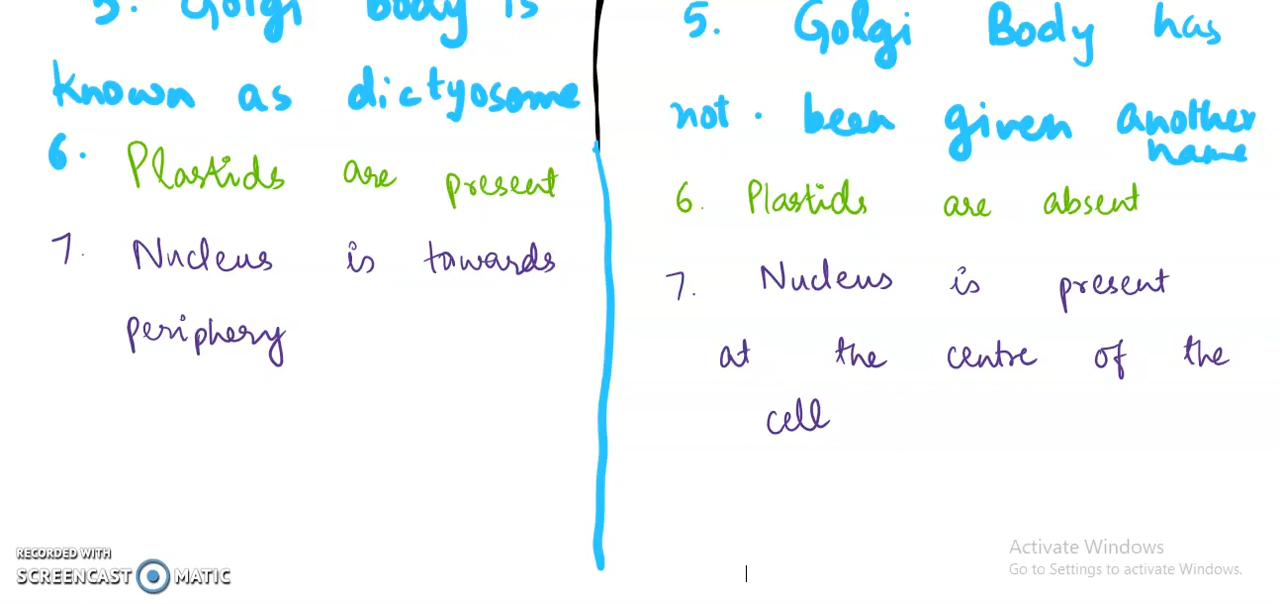 5. Golgi body is
known as dictyosome
6. Plastids are present
7. Nucleus is towards
periphery
5. Golgi Body has
not . been given another
name
6. Plastids are absent
7. Nucleus is present
at the centre of the
cell
RECORDED WITH
SCREENCAST MATIC
Activate Windows
Go to Settings to activate Windows.